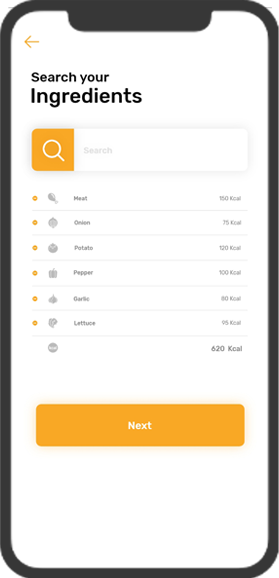 Search your
Ingredients
Search
Meat 150 Kcal
Onion 75 Kcal
Potato 120 Kcal
Pepper 100 Kcal
Garlic 80 Kcal
Lettuce 95 Kcal
620 Kcal
Next